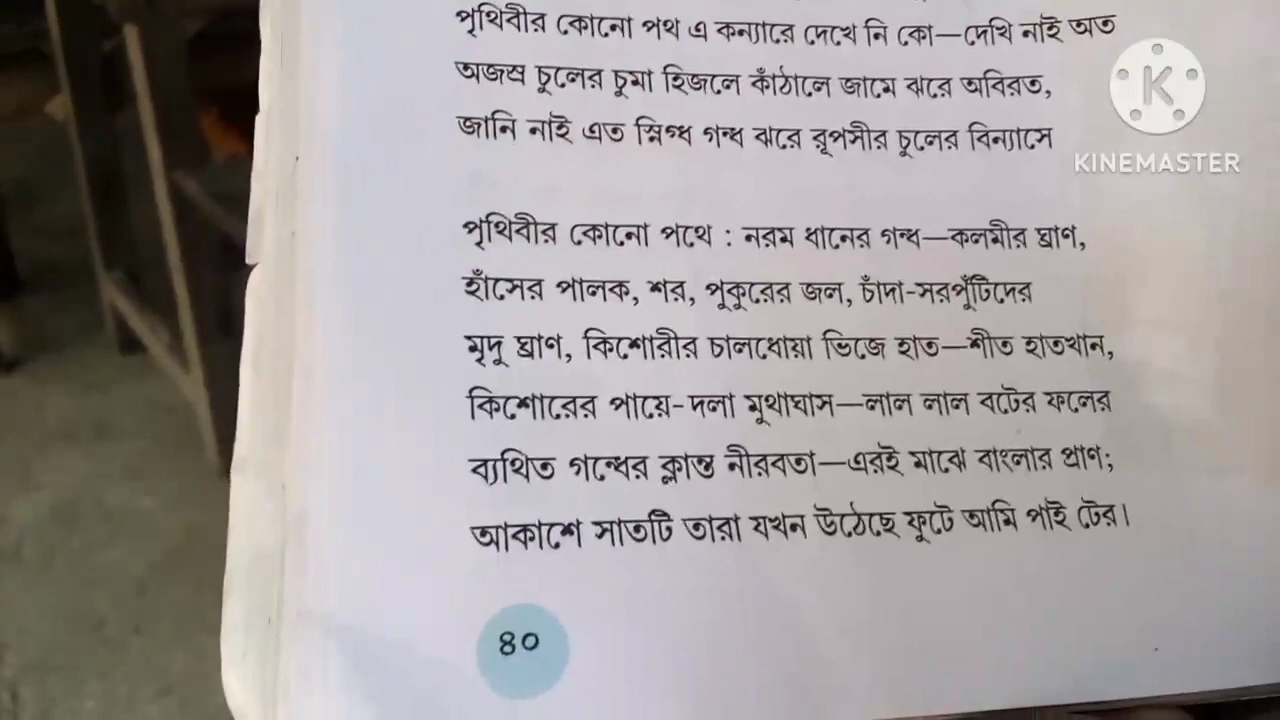 পৃথিবীর কোনো পথ এ কন্যারে দেখে নি কো—দেখি নাই অত
অজস্র চুলের চুমা হিজলে কাঁঠালে জামে ঝরে অবিরত,
জানি নাই এত স্নিগ্ধ গন্ধ ঝরে রূপসীর চুলের বিন্যাসে
পৃথিবীর কোনো পথে : নরম ধানের গন্ধ—কলমীর ঘ্রাণ,
হাঁসের পালক, শর, পুকুরের জল, চাঁদা-সরপুঁটিদের
মৃদু ঘ্রাণ, কিশোরীর চালধোয়া ভিজে হাত—শীত হাতখান,
কিশোরের পায়ে-দলা মুথাঘাস—লাল লাল বটের ফলের
ব্যথিত গন্ধের ক্লান্ত নীরবতা—এরই মাঝে বাংলার প্রাণ;
আকাশে সাতটি তারা যখন উঠেছে ফুটে আমি পাই টের।
৪০
K
KINEMASTER